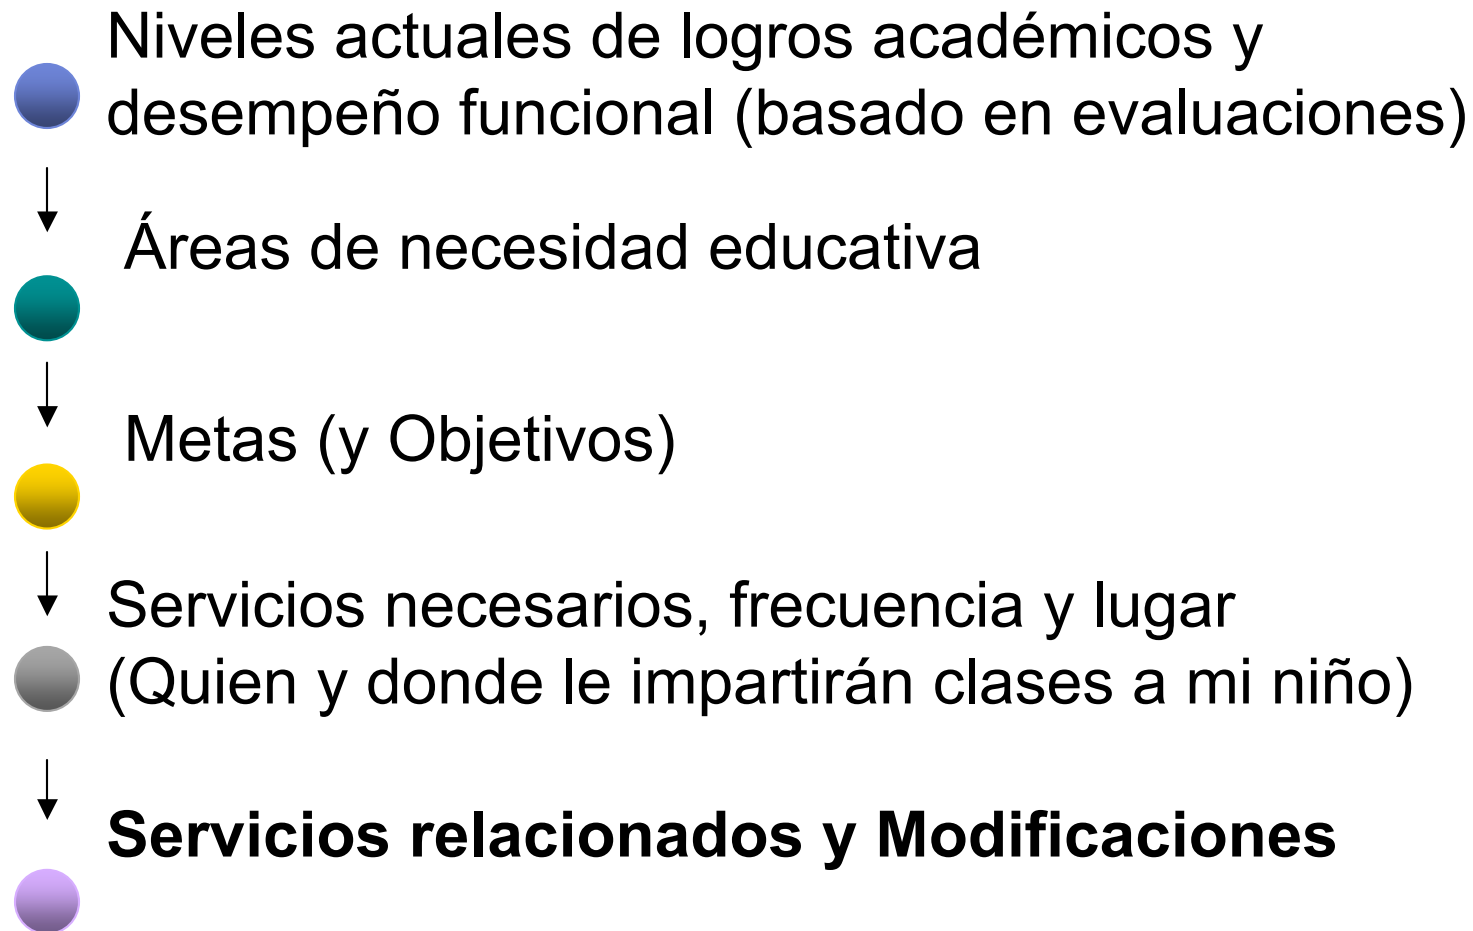 Niveles actuales de logros académicos y
desempeño funcional (basado en evaluaciones)
Áreas de necesidad educativa
Metas (y Objetivos)
Servicios necesarios, frecuencia y lugar
(Quien y donde le impartirán clases a mi niño)
Servicios relacionados y Modificaciones